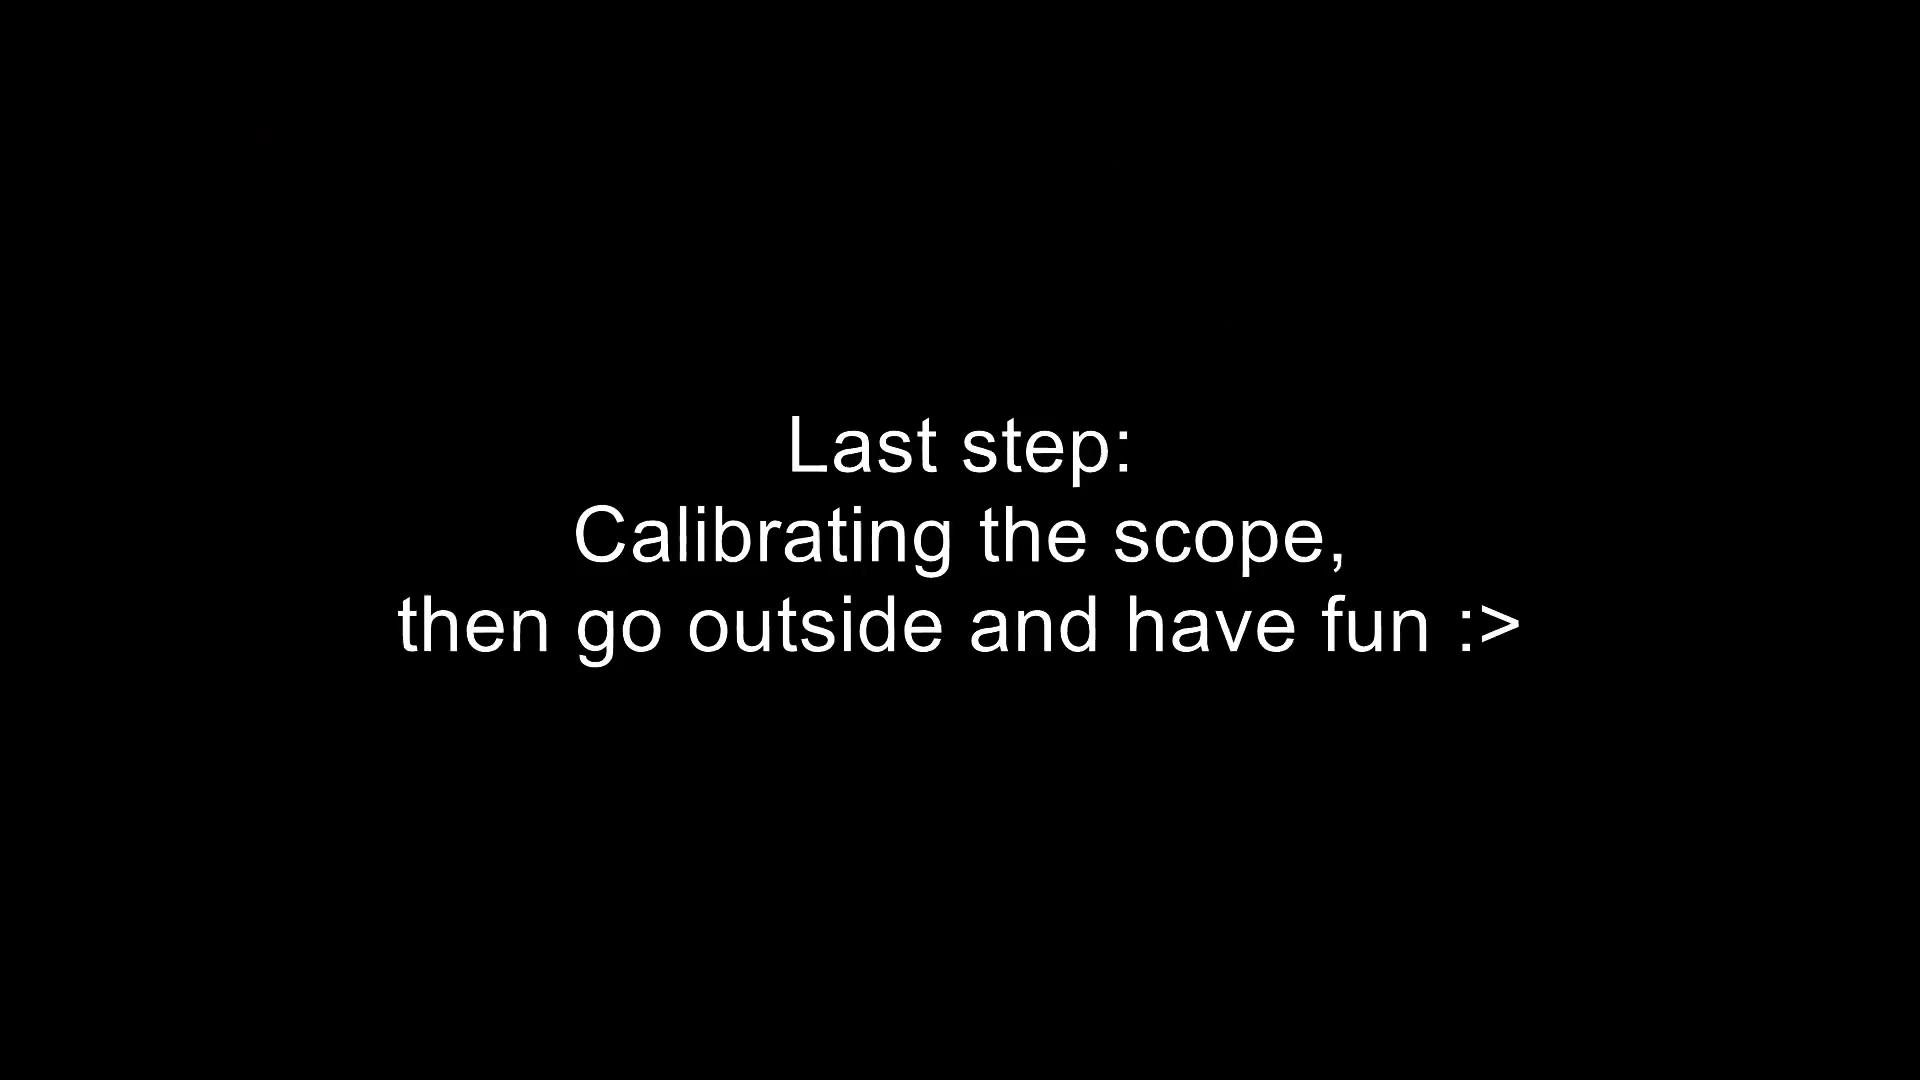 Last step:
Calibrating the scope,
then go outside and have fun :>